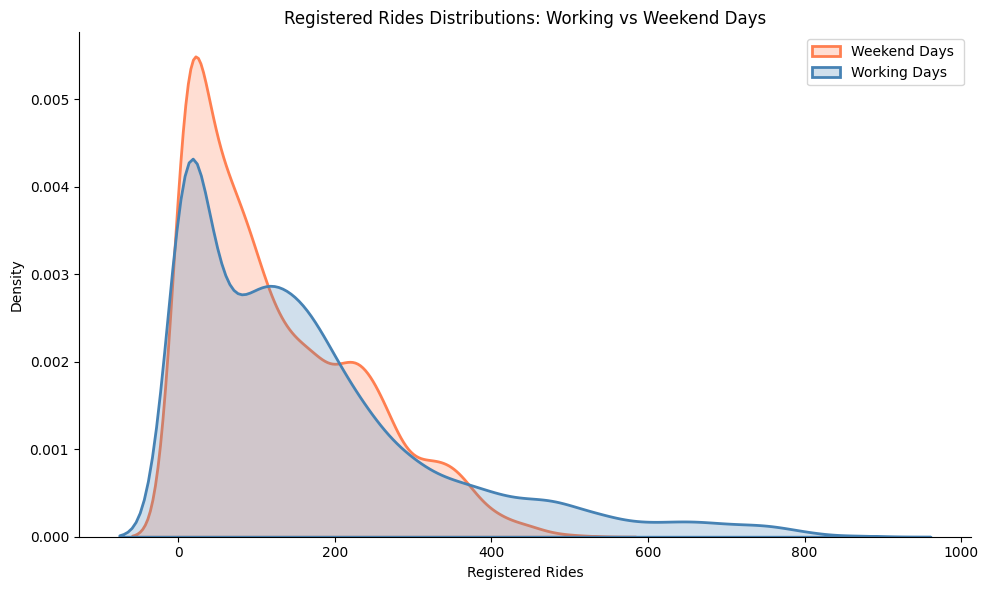 Registered Rides Distributions: Working vs Weekend Days
Weekend Days
Working Days
Density
0.005
0.004
0.003
0.002
0.001
0.000
0 200 400 600 800 1000
Registered Rides